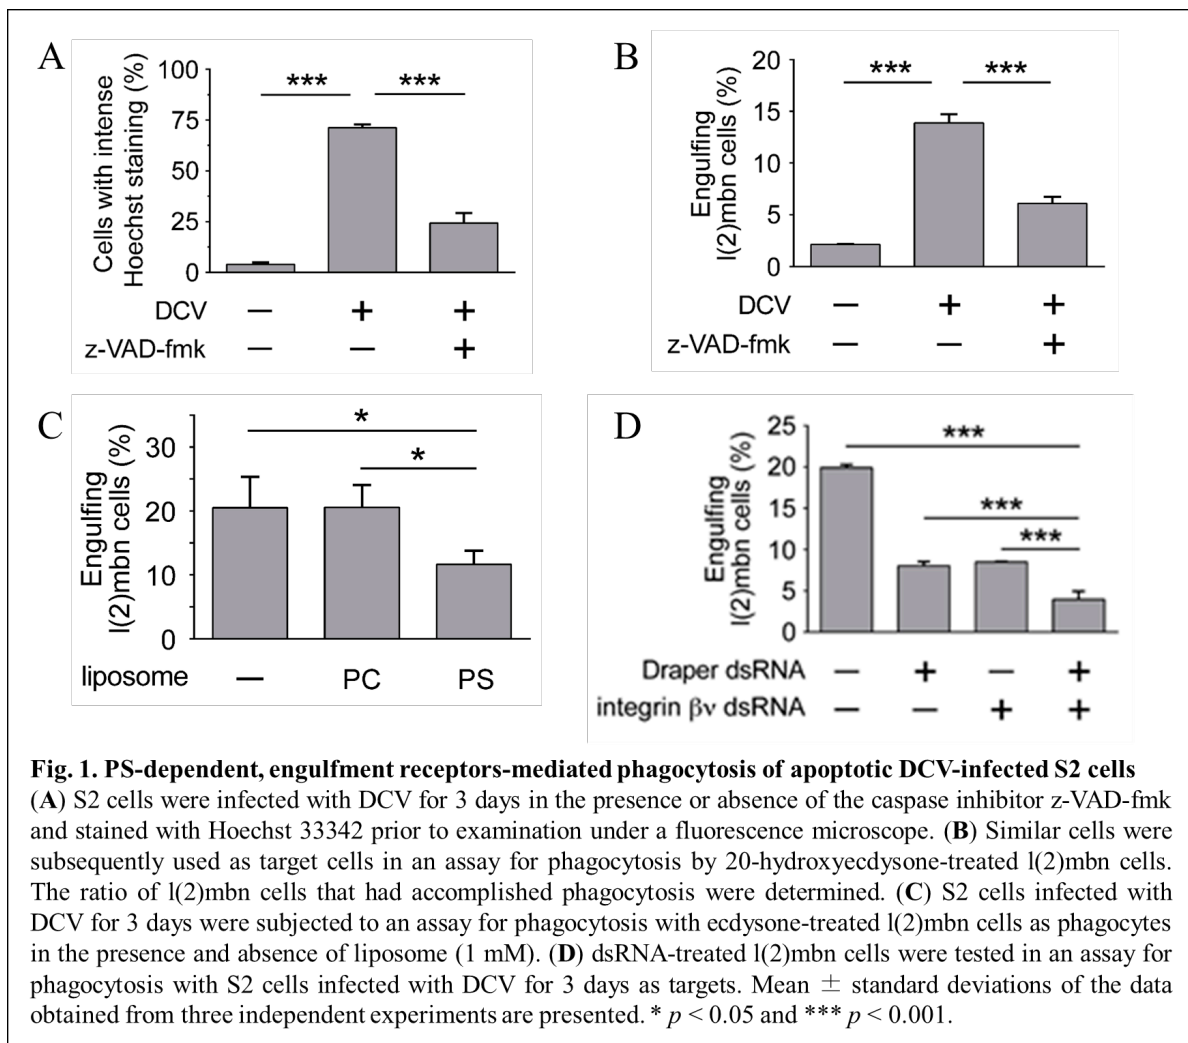 A
Cells with intense
Hoechst staining (%)
100
75
50
25
0
*** ***
DCV — + +
z-VAD-fmk — — +
B
Engulfing
l(2)mbn cells (%)
20
15
10
5
0
*** ***
DCV — + +
z-VAD-fmk — — +
C
Engulfing
l(2)mbn cells (%)
30
20
10
0
*
*
liposome — PC PS
D
Engulfing
l(2)mbn cells (%)
25
20
15
10
5
0
***
***
***
Draper dsRNA — + — +
integrin βν dsRNA — — + +
Fig. 1. PS-dependent, engulfment receptors-mediated phagocytosis of apoptotic DCV-infected S2 cells
(A) S2 cells were infected with DCV for 3 days in the presence or absence of the caspase inhibitor z-VAD-fmk
and stained with Hoechst 33342 prior to examination under a fluorescence microscope. (B) Similar cells were
subsequently used as target cells in an assay for phagocytosis by 20-hydroxyecdysone-treated l(2)mbn cells.
The ratio of l(2)mbn cells that had accomplished phagocytosis were determined. (C) S2 cells infected with
DCV for 3 days were subjected to an assay for phagocytosis with ecdysone-treated l(2)mbn cells as phagocytes
in the presence and absence of liposome (1 mM). (D) dsRNA-treated l(2)mbn cells were tested in an assay for
phagocytosis with S2 cells infected with DCV for 3 days as targets. Mean ± standard deviations of the data
obtained from three independent experiments are presented. * p < 0.05 and *** p < 0.001.